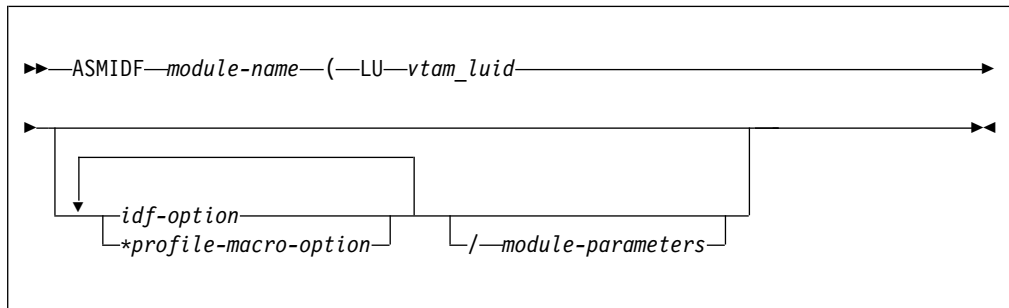 ASMIDF module-name ( LU vtam_luid
idf-option
*profile-macro-option
/ module-parameters